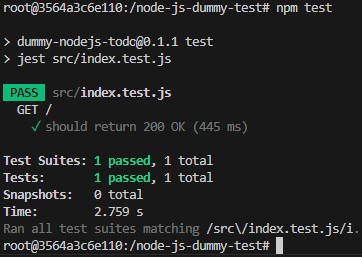 root@3564a3c6e110:/node-js-dummy-test# npm test
> dummy-nodejs-todo@0.1.1 test
> jest src/index.test.js
PASS src/index.test.js
GET /
✓ should return 200 OK (445 ms)
Test Suites: 1 passed, 1 total
Tests: 1 passed, 1 total
Snapshots: 0 total
Time: 2.759 s
Ran all test suites matching /src\/index.test.js/i.
root@3564a3c6e110:/node-js-dummy-test#